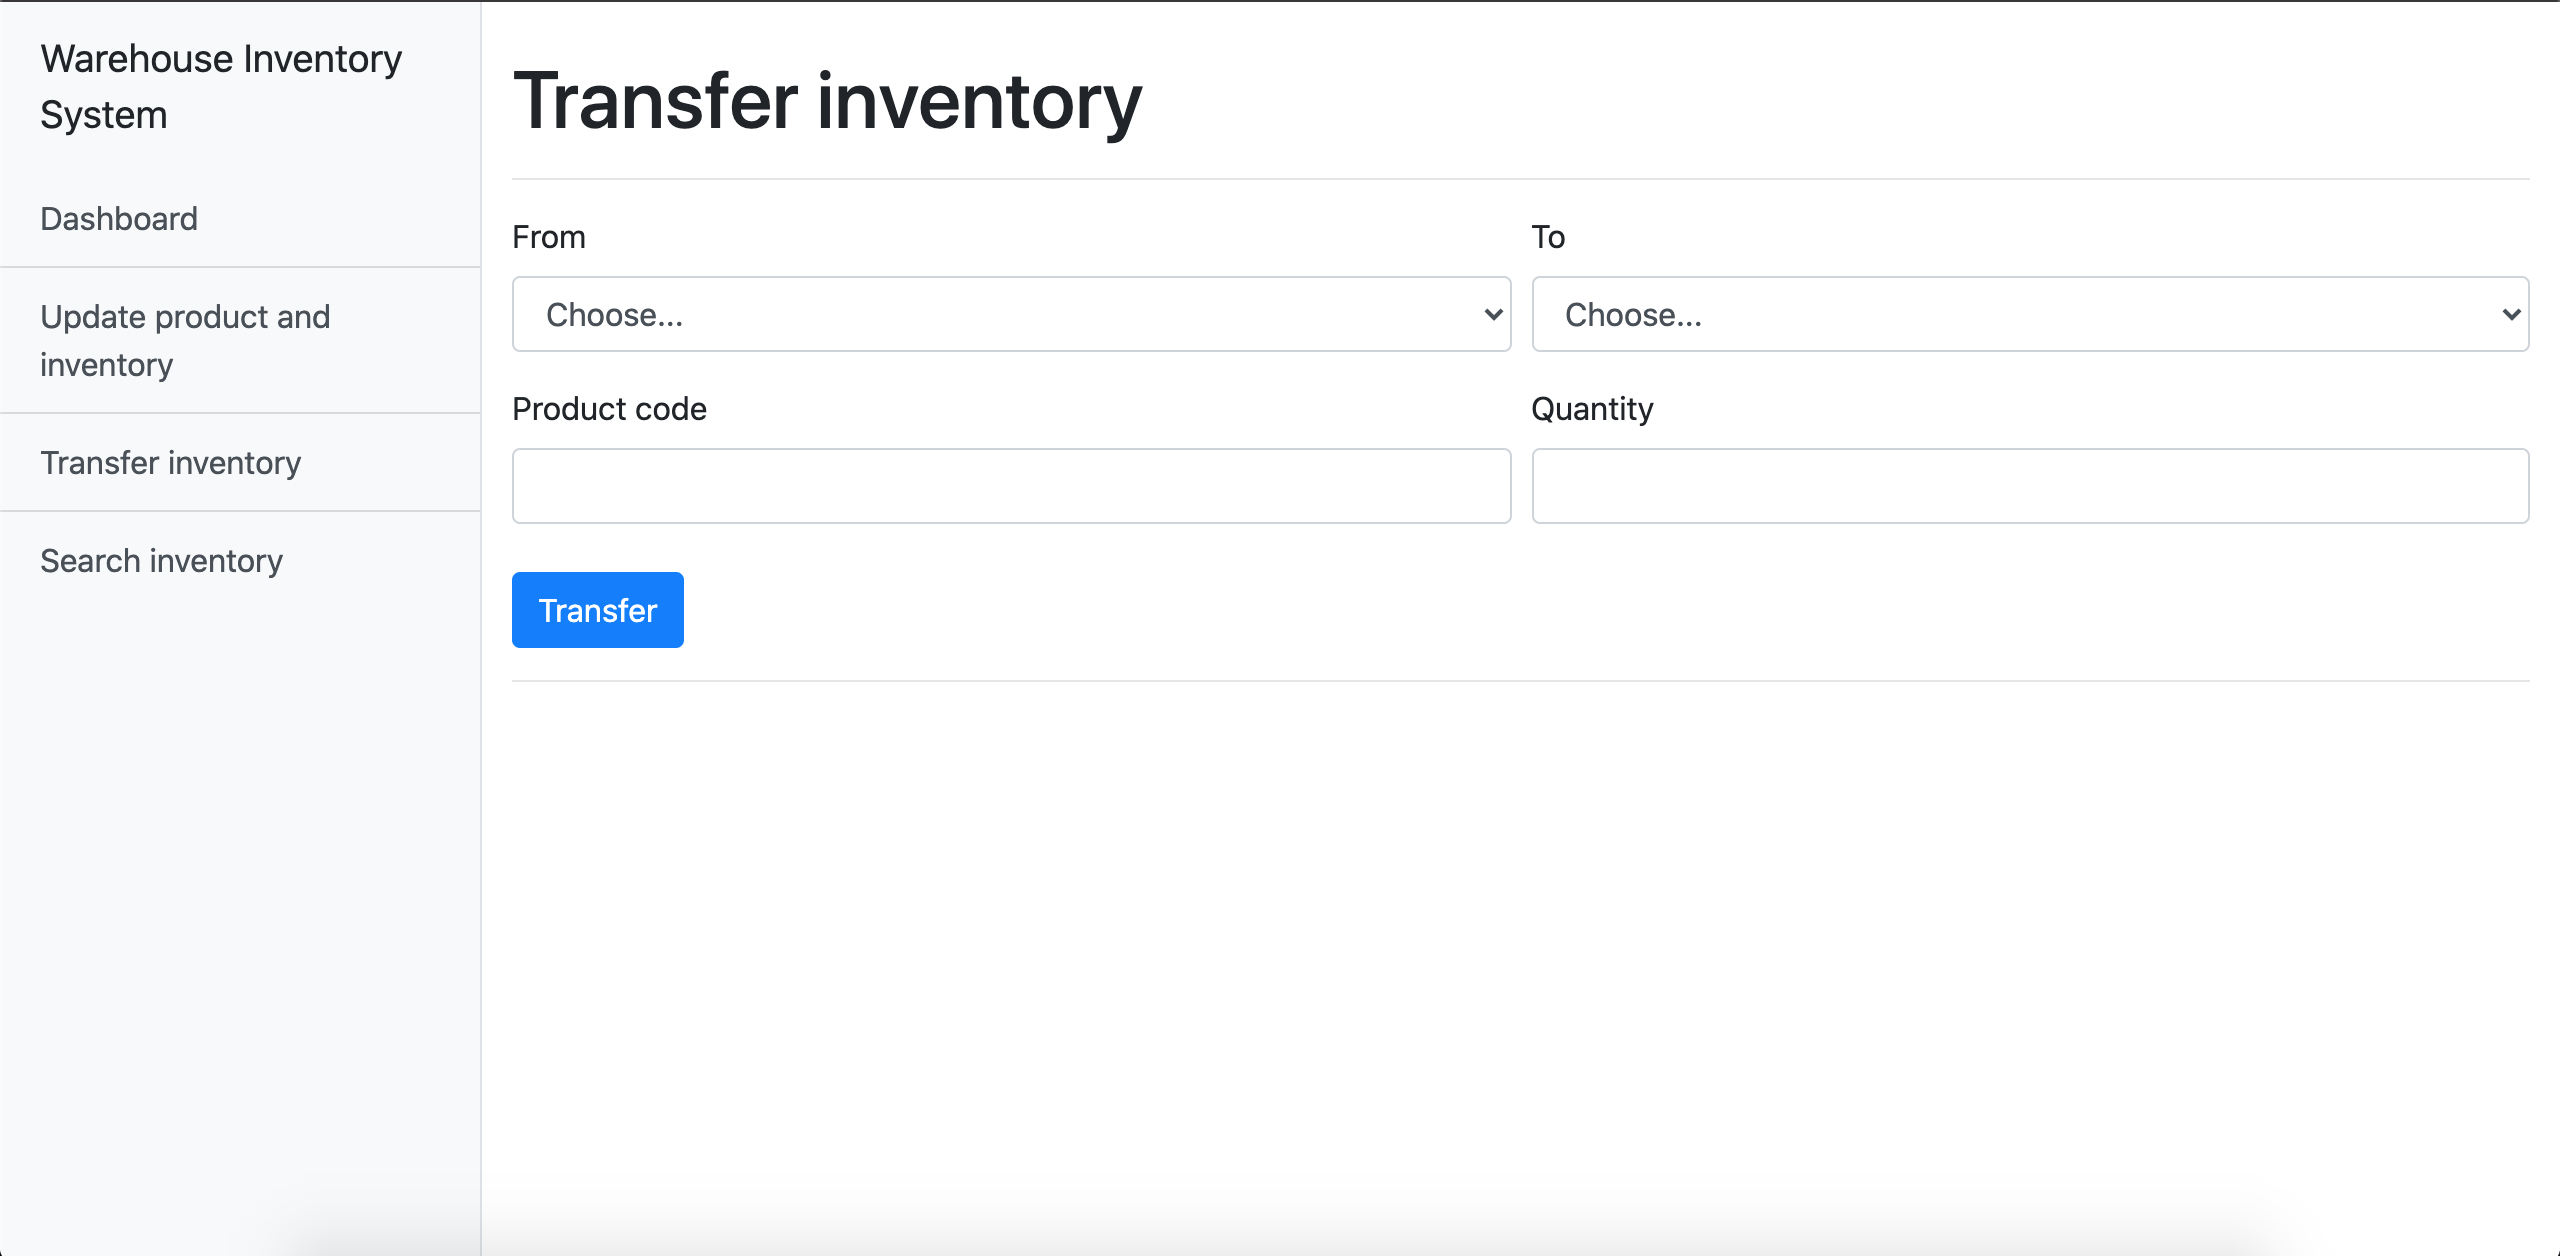 Warehouse Inventory
System
Dashboard
Update product and
inventory
Transfer inventory
Search inventory
Transfer inventory
From
To
Choose...
Choose...
Product code
Quantity
Transfer